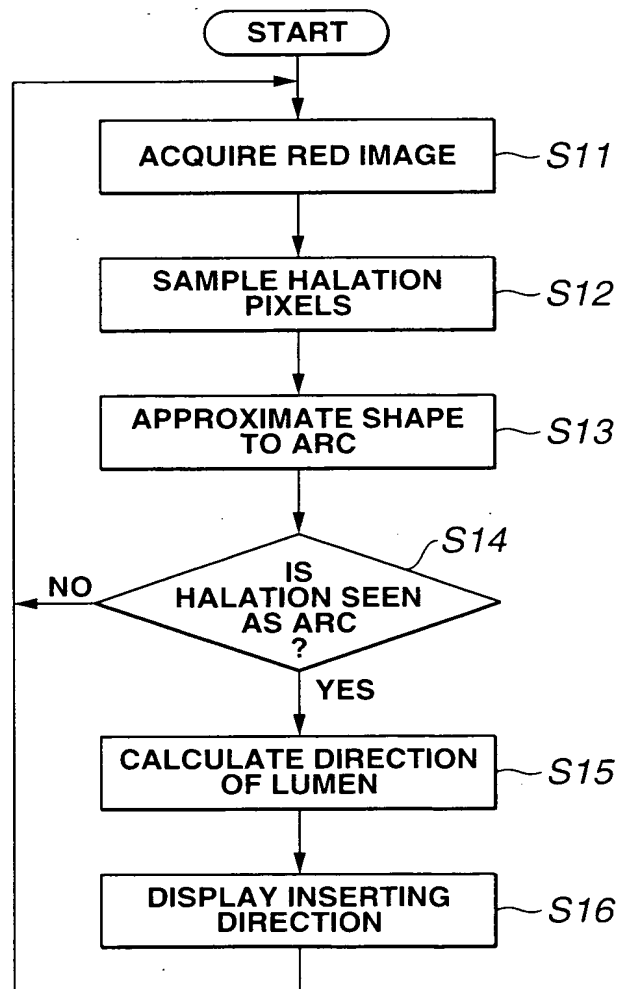 START
ACQUIRE RED IMAGE
S11
SAMPLE HALATION
PIXELS
S12
APPROXIMATE SHAPE
TO ARC
S13
S14
IS
HALATION SEEN
AS ARC
?
NO
YES
CALCULATE DIRECTION
OF LUMEN
S15
DISPLAY INSERTING
DIRECTION
S16